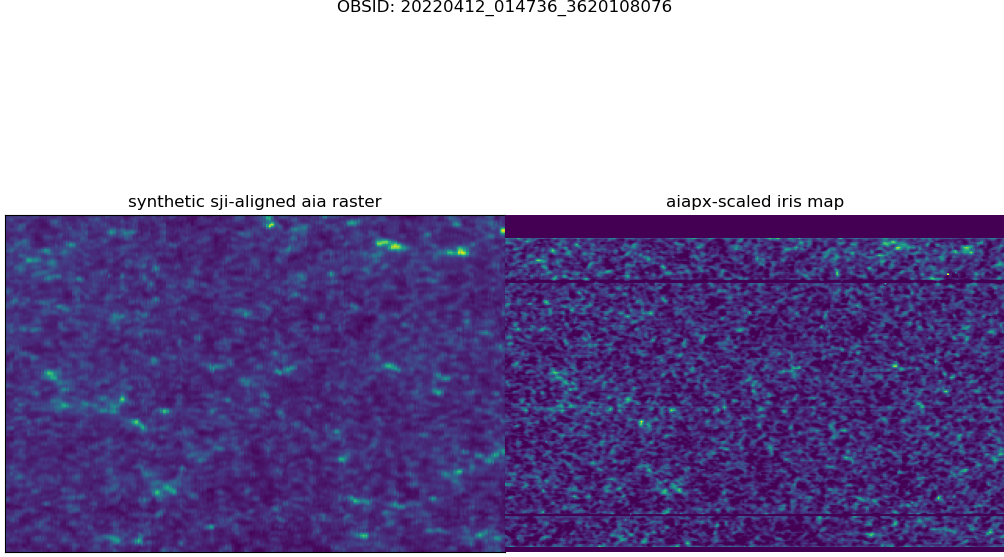 OBSID: 20220412_014736_3620108076
synthetic sji-aligned aia raster
aiapx-scaled iris map